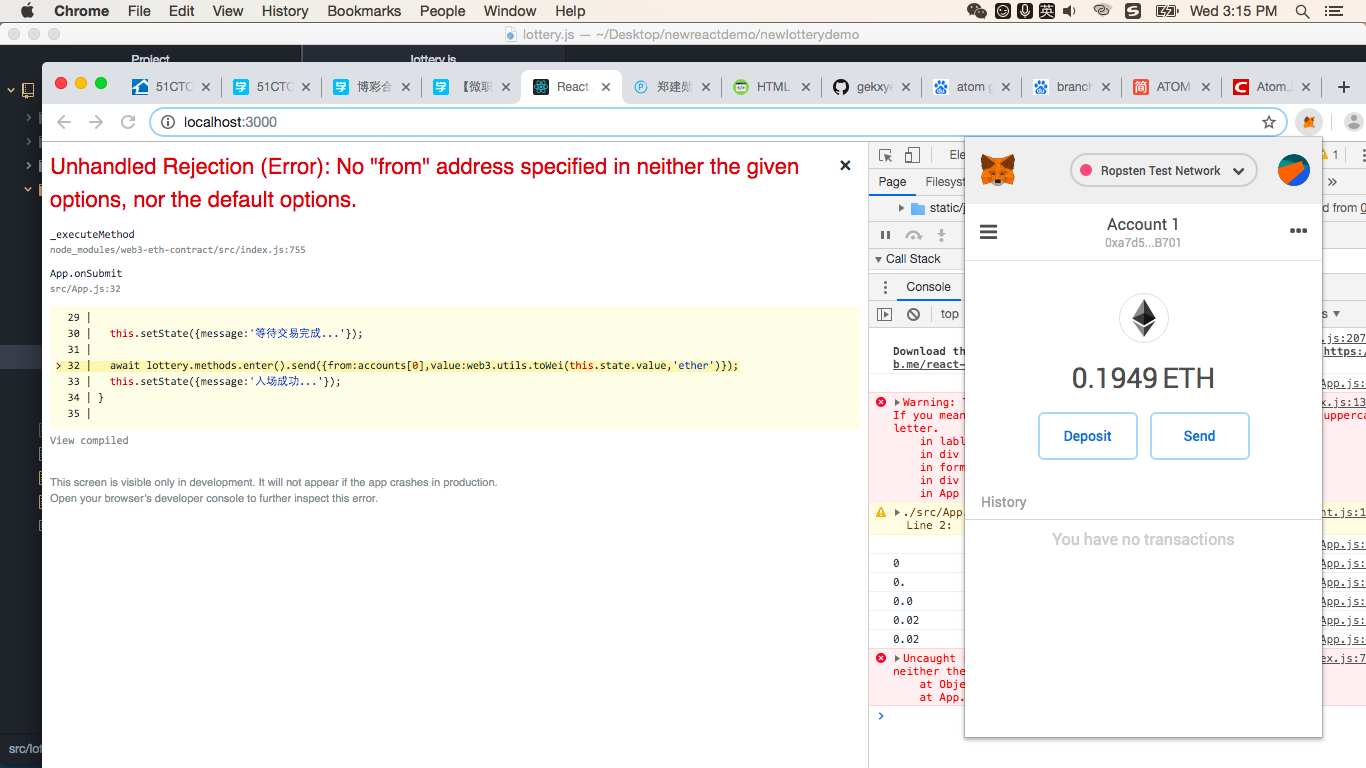 Chrome File Edit View History Bookmarks People Window Help
英
Wed 3:15 PM
lottery.js — ~/Desktop/newreactdemo/newlotterydemo
Project
lottery.js
51CTC
51CTC
博彩合
【微职
React
郑建勋
HTML
gekxy
atom g
branch
ATOM
Atom_
localhost:3000
Unhandled Rejection (Error): No "from" address specified in neither the given
options, nor the default options.
_executeMethod
node_modules/web3-eth-contract/src/index.js:755
App.onSubmit
src/App.js:32
29 |
30 | this.setState({message:'等待交易完成...'});
31 |
> 32 | await lottery.methods.enter().send({from:accounts[0],value:web3.utils.toWei(this.state.value,'ether')});
33 | this.setState({message:'入场成功...'});
34 | }
35 |
View compiled
This screen is visible only in development. It will not appear if the app crashes in production.
Open your browser's developer console to further inspect this error.
Ele
1
Page
Filesyst
static/j
d from 0
Call Stack
Console
top
s
.js:207
Download th
https:
b.me/react-
App.js:
Warning: T
x.js:13
If you mean
upperca
letter.
in labl
in div
in form
in div
in App
./src/App
nt.js:1
Line 2:
App.js:
0
App.js:
0.
App.js:
0.0
App.js:
0.02
App.js:
0.02
App.js:
Uncaught
ex.js:7
neither the
at Obje
at App.
Ropsten Test Network
Account 1
0xa7d5...B701
0.1949 ETH
Deposit
Send
History
You have no transactions
src/lot